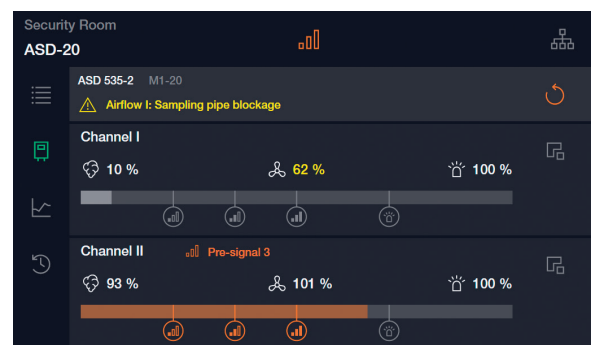 Security Room
ASD-20
ASD 535-2 M1-20
Airflow I: Sampling pipe blockage
Channel I
10 % 62 % 100 %
Channel II Pre-signal 3
93 % 101 % 100 %